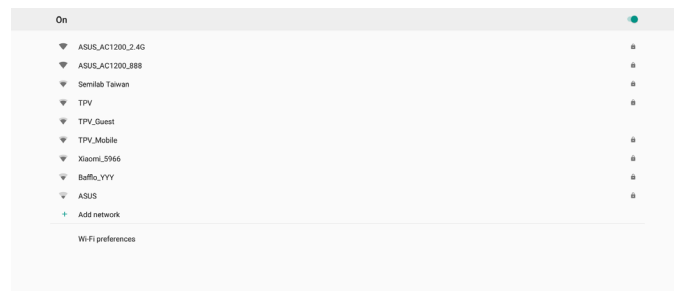 On
ASUS_AC1200_2.4G
ASUS_AC1200_888
Semilab Taiwan
TPV
TPV_Guest
TPV_Mobile
Xiaomi_5966
Bafflo_YYY
ASUS
+ Add network
Wi-Fi preferences